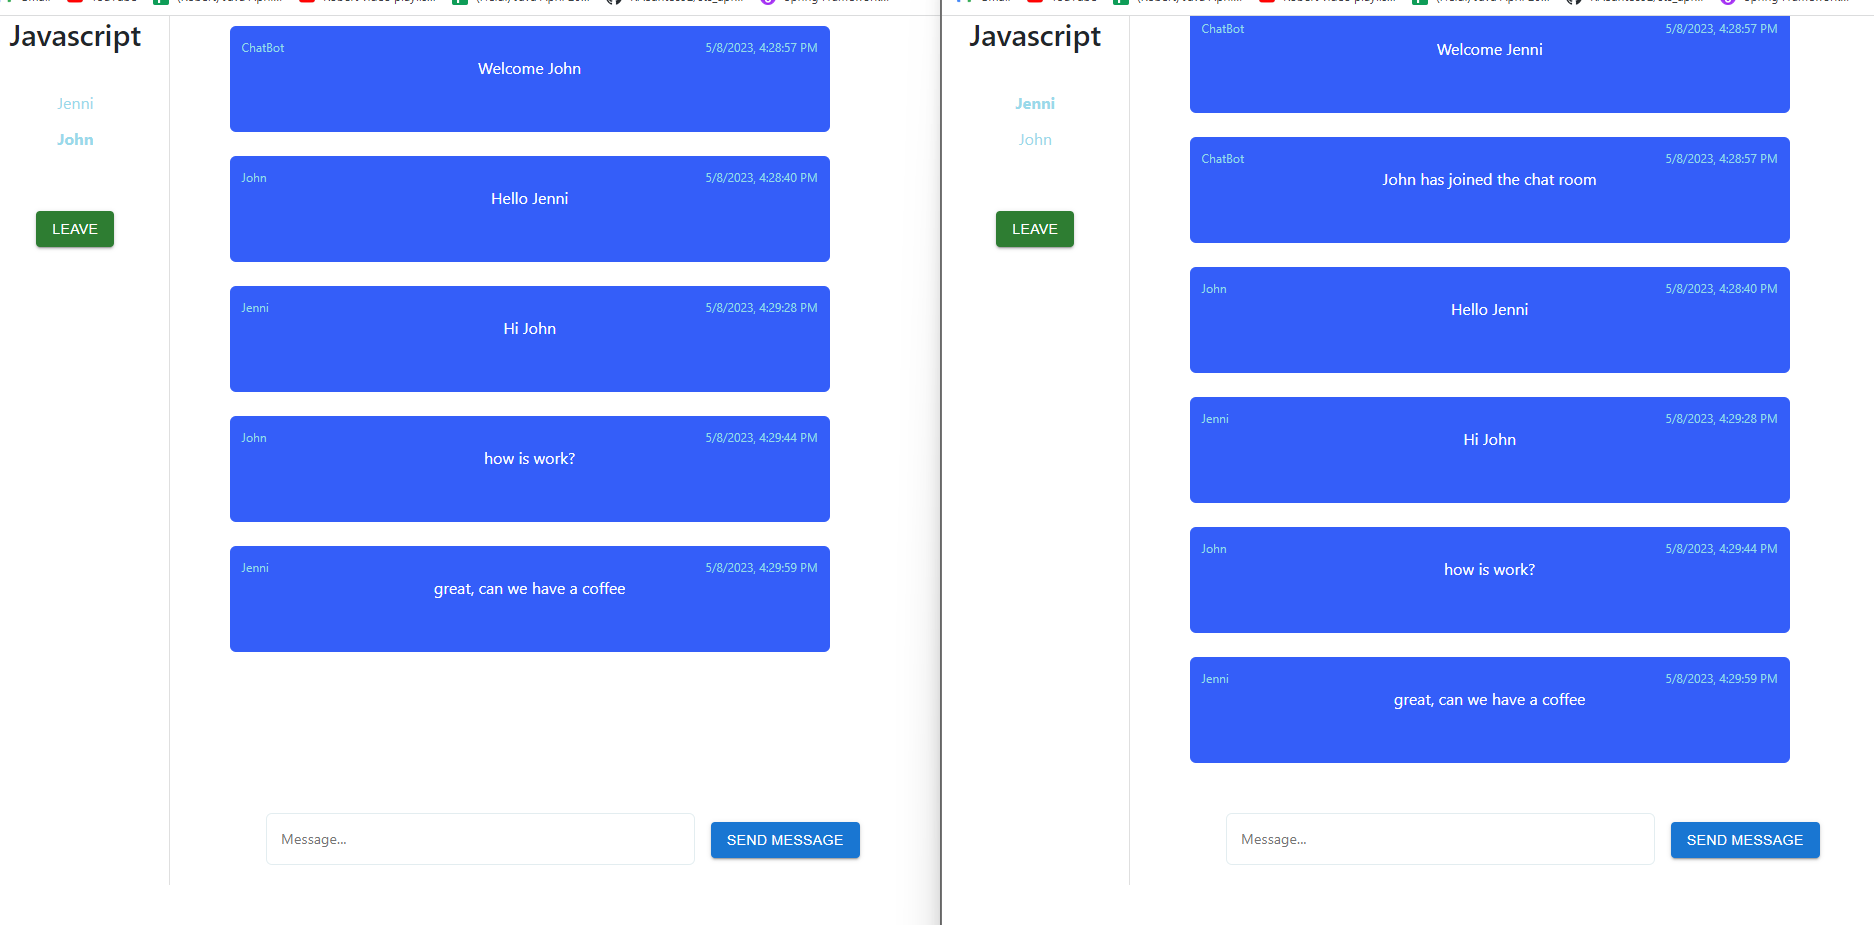 Javascript
Jenni
John
LEAVE
ChatBot 5/8/2023, 4:28:57 PM
Welcome John
John 5/8/2023, 4:28:40 PM
Hello Jenni
Jenni 5/8/2023, 4:29:28 PM
Hi John
John 5/8/2023, 4:29:44 PM
how is work?
Jenni 5/8/2023, 4:29:59 PM
great, can we have a coffee
Message...
SEND MESSAGE
Javascript
Jenni
John
LEAVE
ChatBot 5/8/2023, 4:28:57 PM
Welcome Jenni
ChatBot 5/8/2023, 4:28:57 PM
John has joined the chat room
John 5/8/2023, 4:28:40 PM
Hello Jenni
Jenni 5/8/2023, 4:29:28 PM
Hi John
John 5/8/2023, 4:29:44 PM
how is work?
Jenni 5/8/2023, 4:29:59 PM
great, can we have a coffee
Message...
SEND MESSAGE